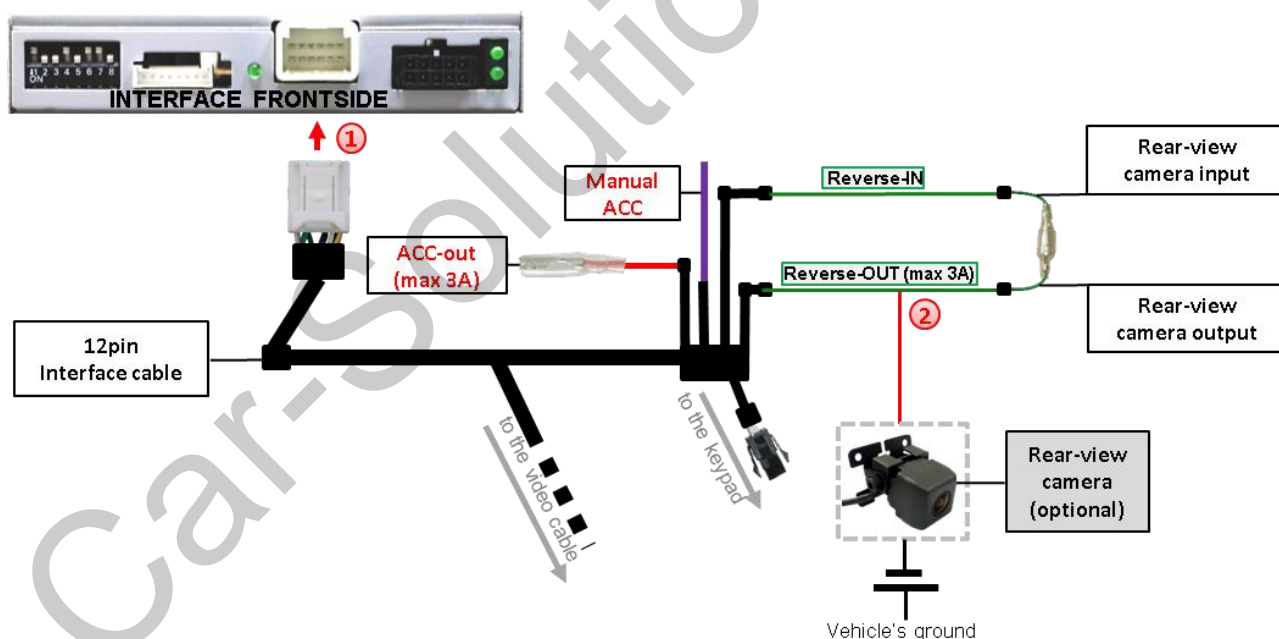 1 2 3 4 5 6 7 8
ON
INTERFACE FRONTSIDE
1
Manual
ACC
Reverse-IN
Rear-view
camera input
ACC-out
(max 3A)
Reverse-OUT (max 3A)
2
Rear-view
camera output
12pin
Interface cable
to the video cable
to the keypad
Rear-view
camera
(optional)
Vehicle's ground
Car-Solutio